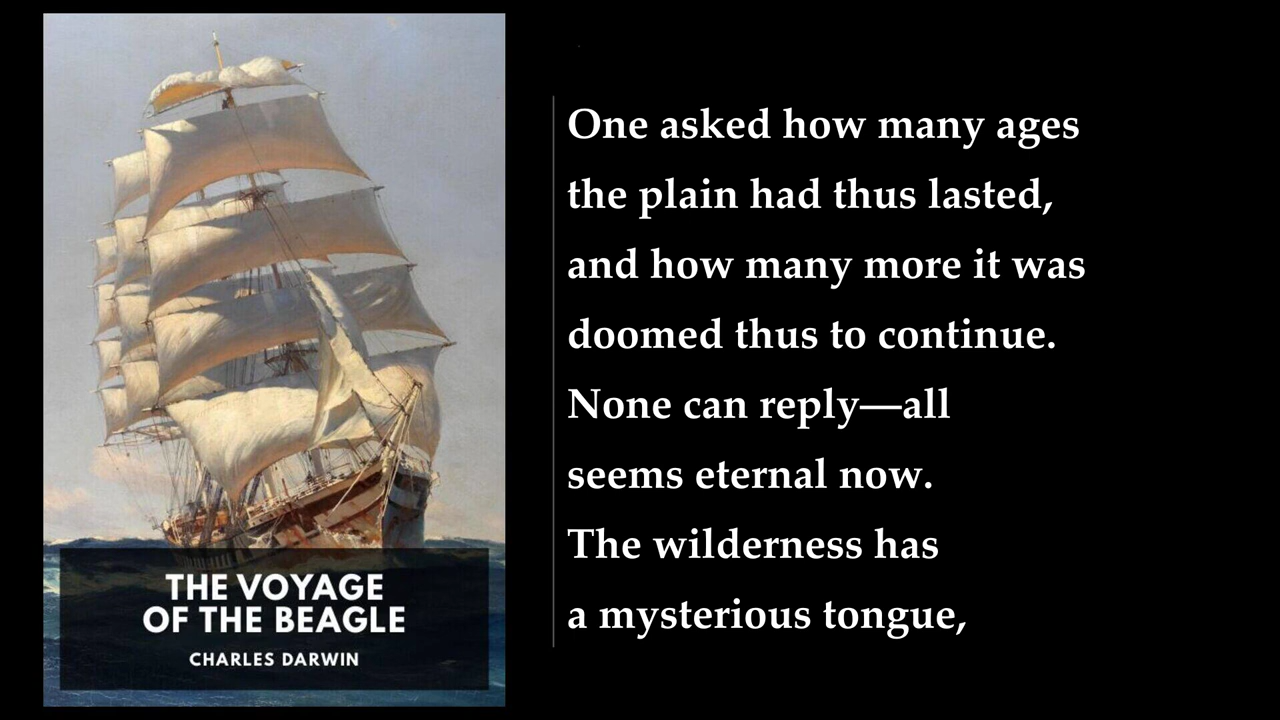 THE VOYAGE
OF THE BEAGLE
CHARLES DARWIN
One asked how many ages
the plain had thus lasted,
and how many more it was
doomed thus to continue.
None can reply—all
seems eternal now.
The wilderness has
a mysterious tongue,